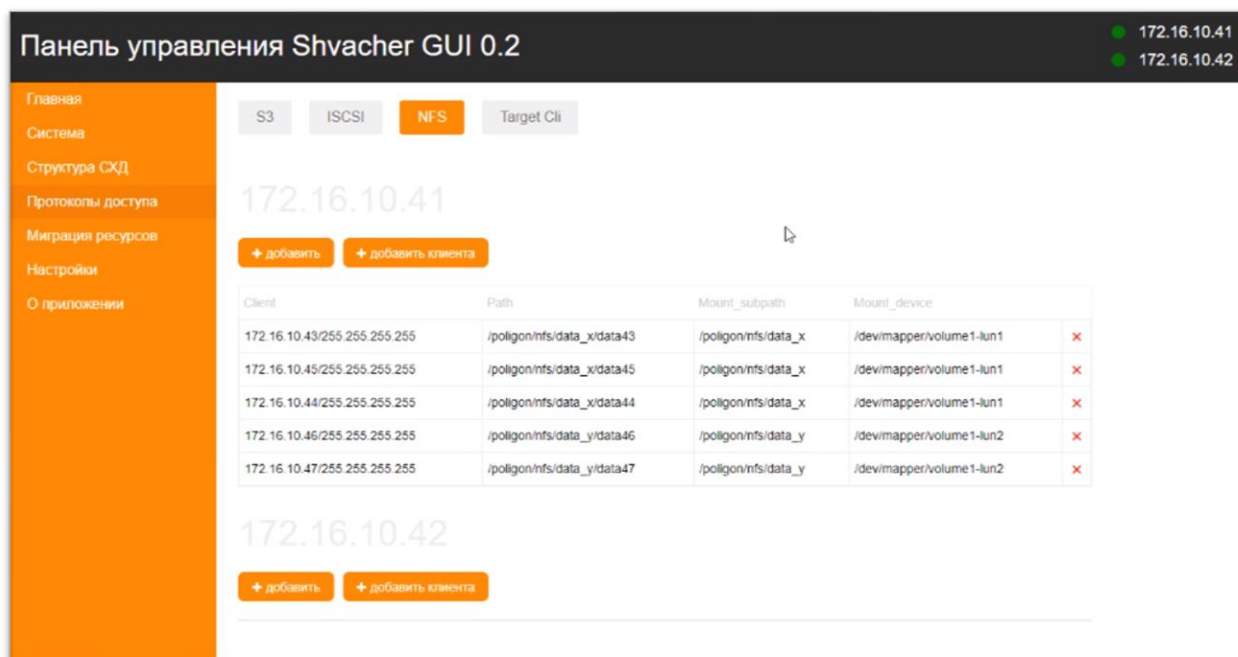 Панель управления Shvacher GUI 0.2
172.16.10.41
172.16.10.42
Главная
Система
Структура СХД
Протоколы доступа
Миграция ресурсов
Настройки
О приложении
S3 ISCSI NFS Target Cli
172.16.10.41
+ добавить + добавить клиента
Client Path Mount_subpath Mount_device
172.16.10.43/255.255.255.255 /poligon/nfs/data_x/data43 /poligon/nfs/data_x /dev/mapper/volume1-lun1 ×
172.16.10.45/255.255.255.255 /poligon/nfs/data_x/data45 /poligon/nfs/data_x /dev/mapper/volume1-lun1 ×
172.16.10.44/255.255.255.255 /poligon/nfs/data_x/data44 /poligon/nfs/data_x /dev/mapper/volume1-lun1 ×
172.16.10.46/255.255.255.255 /poligon/nfs/data_y/data46 /poligon/nfs/data_y /dev/mapper/volume1-lun2 ×
172.16.10.47/255.255.255.255 /poligon/nfs/data_y/data47 /poligon/nfs/data_y /dev/mapper/volume1-lun2 ×
172.16.10.42
+ добавить + добавить клиента